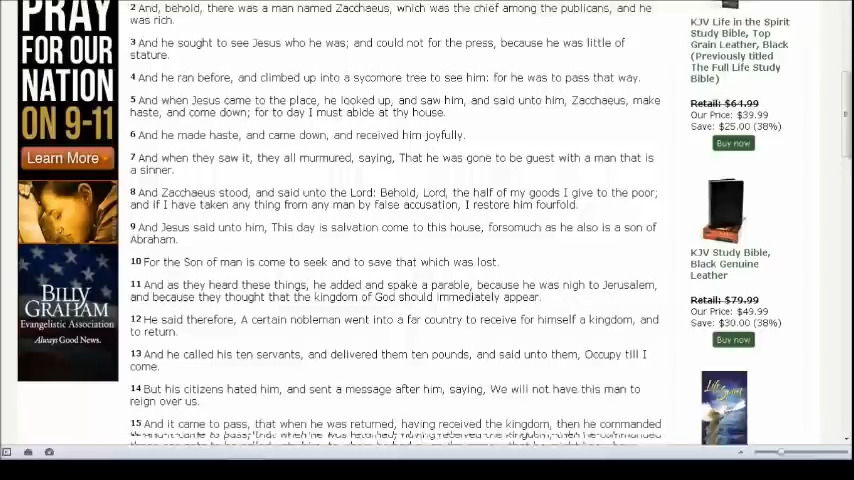 PRAY
FOR OUR
NATION
ON 9-11
Learn More
BILLY
GRAHAM
Evangelistic Association
Always Good News.
2 And, behold, there was a man named Zacchaeus, which was the chief among the publicans, and he
was rich.
3 And he sought to see Jesus who he was; and could not for the press, because he was little of
stature.
4 And he ran before, and climbed up into a sycomore tree to see him: for he was to pass that way.
5 And when Jesus came to the place, he looked up, and saw him, and said unto him, Zacchaeus, make
haste, and come down; for to day I must abide at thy house.
6 And he made haste, and came down, and received him joyfully.
7 And when they saw it, they all murmured, saying, That he was gone to be guest with a man that is
a sinner.
8 And Zacchaeus stood, and said unto the Lord: Behold, Lord, the half of my goods I give to the poor;
and if I have taken any thing from any man by false accusation, I restore him fourfold.
9 And Jesus said unto him, This day is salvation come to this house, forsomuch as he also is a son of
Abraham.
10 For the Son of man is come to seek and to save that which was lost.
11 And as they heard these things, he added and spake a parable, because he was nigh to Jerusalem,
and because they thought that the kingdom of God should immediately appear.
12 He said therefore, A certain nobleman went into a far country to receive for himself a kingdom, and
to return.
13 And he called his ten servants, and delivered them ten pounds, and said unto them, Occupy till I
come.
14 But his citizens hated him, and sent a message after him, saying, We will not have this man to
reign over us.
15 And it came to pass, that when he was returned, having received the kingdom, then he commanded
KJV Life in the Spirit
Study Bible, Top
Grain Leather, Black
(Previously titled
The Full Life Study
Bible)
Retail: $64.99
Our Price: $39.99
Save: $25.00 (38%)
Buy now
KJV Study Bible,
Black Genuine
Leather
Retail: $79.99
Our Price: $49.99
Save: $30.00 (38%)
Buy now